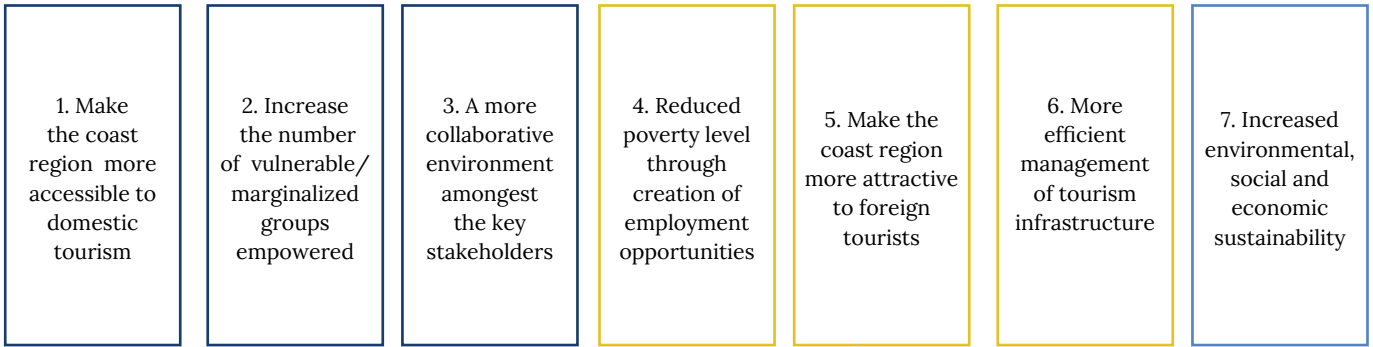 1. Make
the coast
region more
accessible to
domestic
tourism
2. Increase
the number
of vulnerable/
marginalized
groups
empowered
3. A more
collaborative
environment
amongest
the key
stakeholders
4. Reduced
poverty level
through
creation of
employment
opportunities
5. Make the
coast region
more attractive
to foreign
tourists
6. More
efficient
management
of tourism
infrastructure
7. Increased
environmental,
social and
economic
sustainability